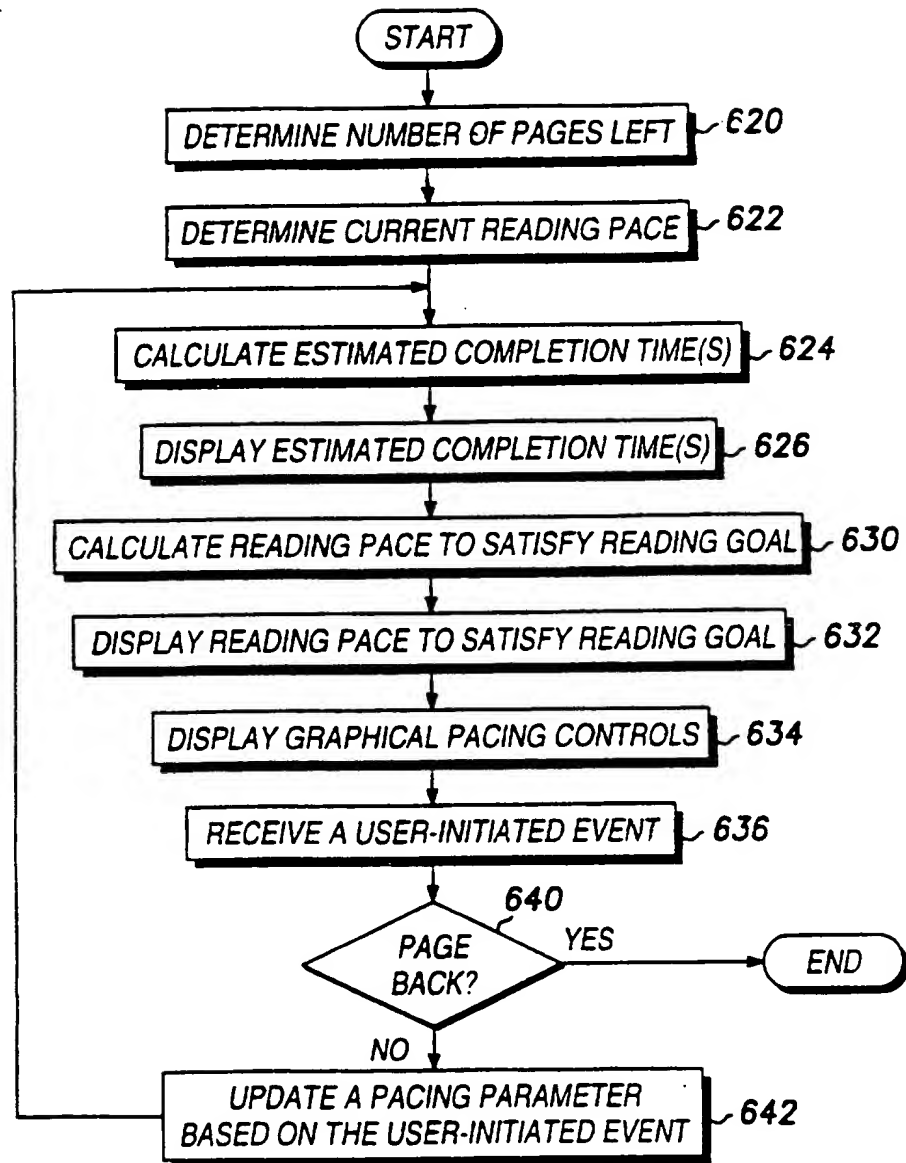 START
DETERMINE NUMBER OF PAGES LEFT 620
DETERMINE CURRENT READING PACE 622
CALCULATE ESTIMATED COMPLETION TIME(S) 624
DISPLAY ESTIMATED COMPLETION TIME(S) 626
CALCULATE READING PACE TO SATISFY READING GOAL 630
DISPLAY READING PACE TO SATISFY READING GOAL 632
DISPLAY GRAPHICAL PACING CONTROLS 634
RECEIVE A USER-INITIATED EVENT 636
640
PAGE
BACK?
YES
END
NO
UPDATE A PACING PARAMETER
BASED ON THE USER-INITIATED EVENT 642